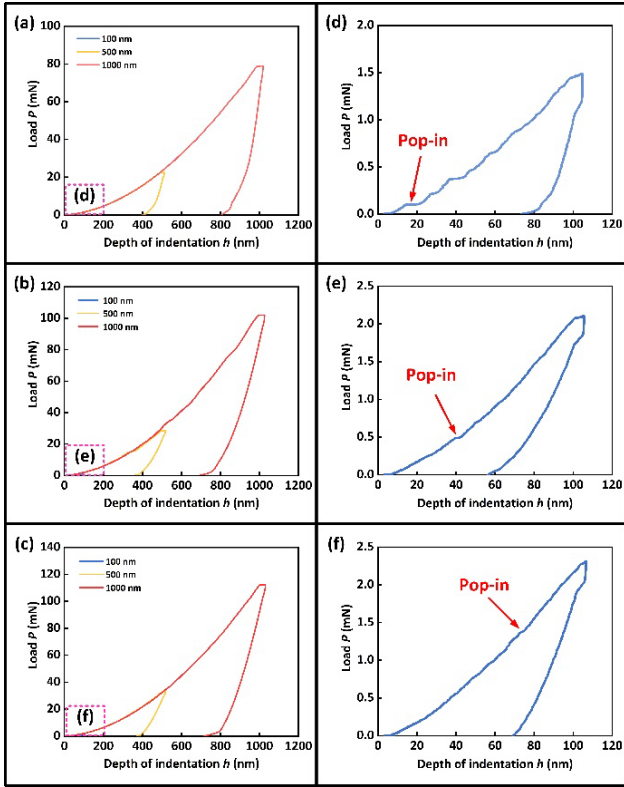 (a)
100 nm
500 nm
1000 nm
(d)
Load P (mN)
100
80
60
40
20
0
0 200 400 600 800 1000 1200
Depth of indentation h (nm)
(d)
Pop-in
Load P (mN)
2.0
1.5
1.0
0.5
0.0
0 20 40 60 80 100 120
Depth of indentation h (nm)
(b)
100 nm
500 nm
1000 nm
(e)
Load P (mN)
120
100
80
60
40
20
0
0 200 400 600 800 1000 1200
Depth of indentation h (nm)
(e)
Pop-in
Load P (mN)
2.5
2.0
1.5
1.0
0.5
0.0
0 20 40 60 80 100 120
Depth of indentation h (nm)
(c)
100 nm
500 nm
1000 nm
(f)
Load P (mN)
140
120
100
80
60
40
20
0
0 200 400 600 800 1000 1200
Depth of indentation h (nm)
(f)
Pop-in
Load P (mN)
2.5
2.0
1.5
1.0
0.5
0.0
0 20 40 60 80 100 120
Depth of indentation h (nm)